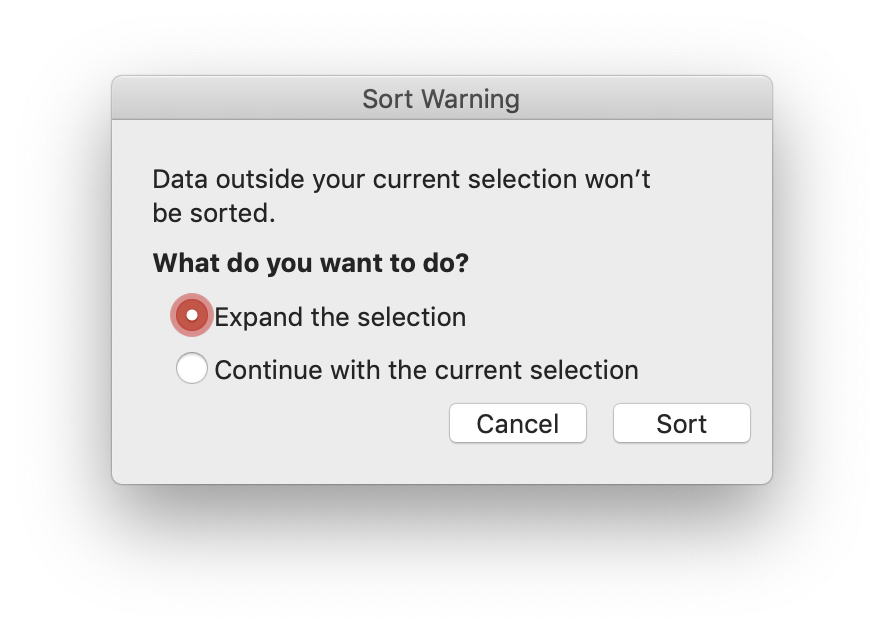 Sort Warning
Data outside your current selection won’t
be sorted.
What do you want to do?
Expand the selection
Continue with the current selection
Cancel Sort